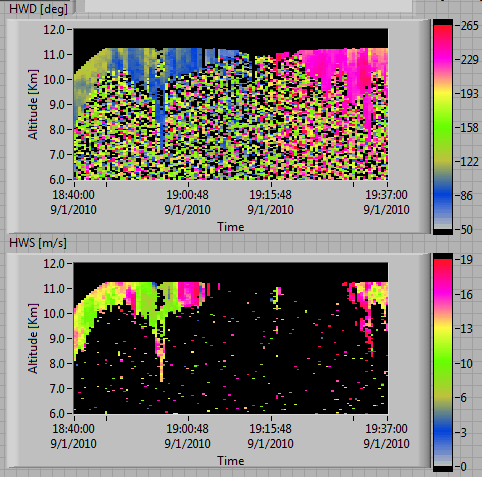 HWD [deg]
12.0
11.0
10.0
9.0
8.0
7.0
6.0
Altitude [Km]
18:40:00 19:00:48 19:15:48 19:37:00
9/1/2010 9/1/2010 9/1/2010 9/1/2010
Time
265
229
193
158
122
86
50
HWS [m/s]
12.0
11.0
10.0
9.0
8.0
7.0
6.0
Altitude [Km]
18:40:00 19:00:48 19:15:48 19:37:00
9/1/2010 9/1/2010 9/1/2010 9/1/2010
Time
19
16
13
10
6
3
0